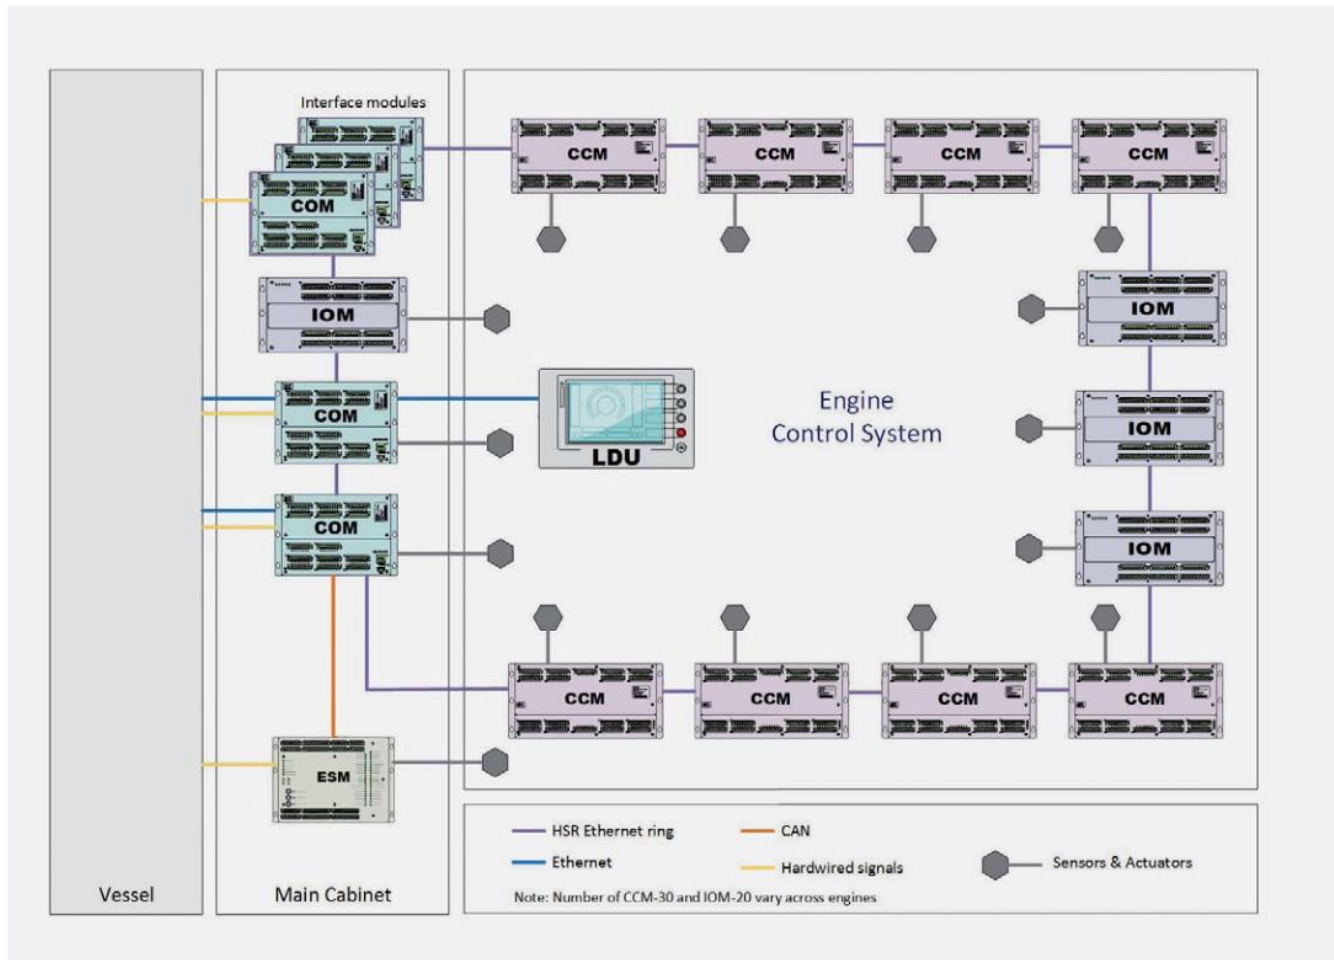 Interface modules
COM
CCM
CCM
CCM
CCM
IOM
IOM
COM
LDU
Engine
Control System
IOM
COM
IOM
CCM
CCM
CCM
CCM
ESM
HSR Ethernet ring
CAN
Ethernet
Hardwired signals
Sensors & Actuators
Note: Number of CCM-30 and IOM-20 vary across engines
Vessel
Main Cabinet